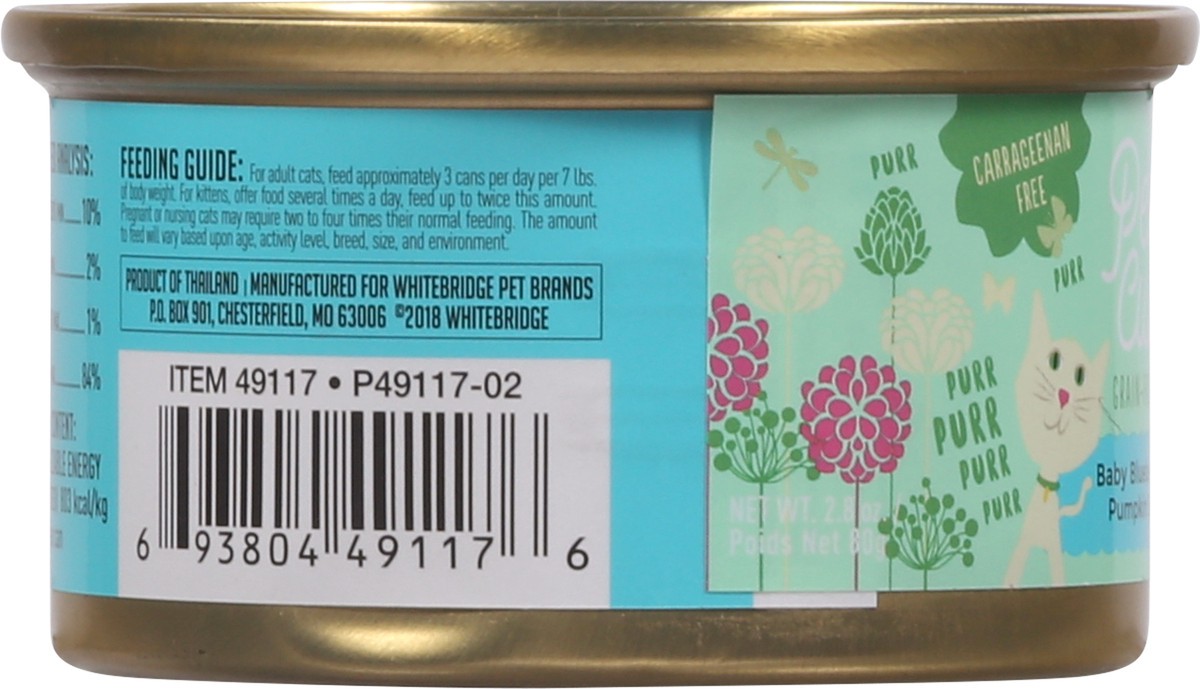 ANALYSIS:
10%
2%
1%
84%
ENERGY
kcal/kg
FEEDING GUIDE: For adult cats, feed approximately 3 cans per day per 7 lbs.
of body weight. For kittens, offer food several times a day, feed up to twice this amount.
Pregnant or nursing cats may require two to four times their normal feeding. The amount
to feed will vary based upon age, activity level, breed, size, and environment.
PRODUCT OF THAILAND | MANUFACTURED FOR WHITEBRIDGE PET BRANDS
P.O. BOX 901, CHESTERFIELD, MO 63006 ©2018 WHITEBRIDGE
ITEM 49117 • P49117-02
6 93804 49117 6
PURR
CARRAGEENAN
FREE
PURR
PURR
PURR
PURR
PURR
GRAIN
Baby
NET WT. 2.8 oz.
Poids Net 80g